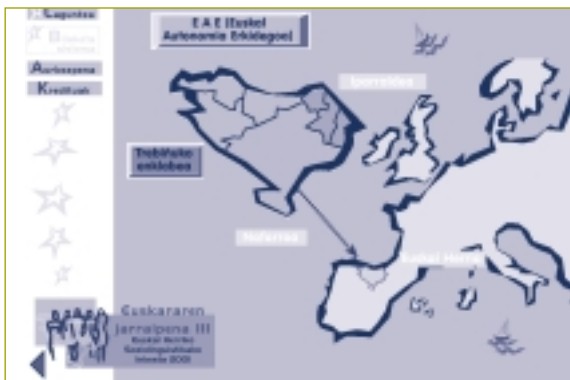 Laguntza
Aurkezpena
Kredituak
E A E (Euskal
Autonomia Erkidegoa)
Iparraldea
Trebiñuko
enklabea
Nafarroa
Euskal Herria
Euskararen
jarraipena III
Euskal Herriko
Soziolinguistikako
Inkesta 2001